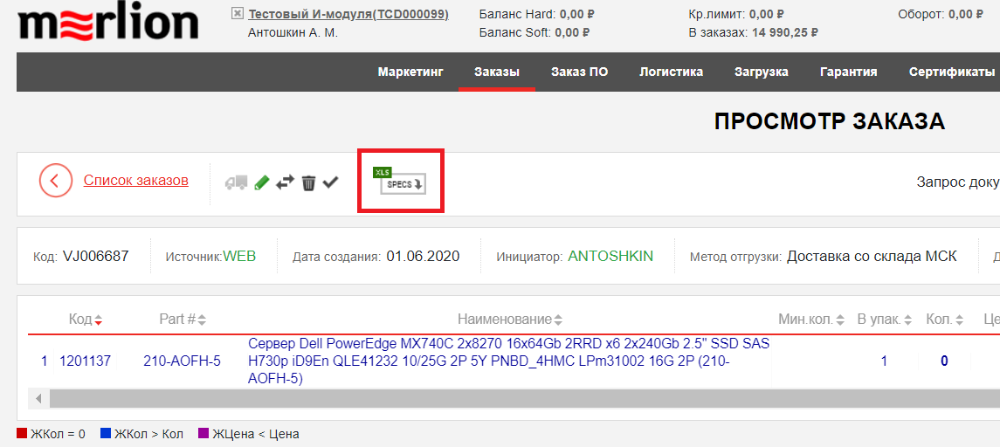 merlion
Тестовый И-модуля(TCD000099)
Антошкин А. М.
Баланс Hard: 0,00 ₽
Баланс Soft: 0,00 ₽
Кр.лимит: 0,00 ₽
В заказах: 14 990,25 ₽
Оборот: 0,00 ₽
Маркетинг Заказы Заказ ПО Логистика Загрузка Гарантия Сертификаты
ПРОСМОТР ЗАКАЗА
Список заказов
XLS
SPECS
Запрос доку
Код: VJ006687 Источник:WEB Дата создания: 01.06.2020 Инициатор: ANTOSHKIN Метод отгрузки: Доставка со склада МСК Д
Код Part # Наименование Мин.кол. В упак. Кол. Це
1 1201137 210-AOFH-5 Сервер Dell PowerEdge MX740C 2x8270 16x64Gb 2RRD x6 2x240Gb 2.5" SSD SAS 1 0
H730p iD9En QLE41232 10/25G 2P 5Y PNBD_4HMC LPm31002 16G 2P (210-
AOFH-5)
ЖКол = 0 ЖКол > Кол ЖЦена < Цена